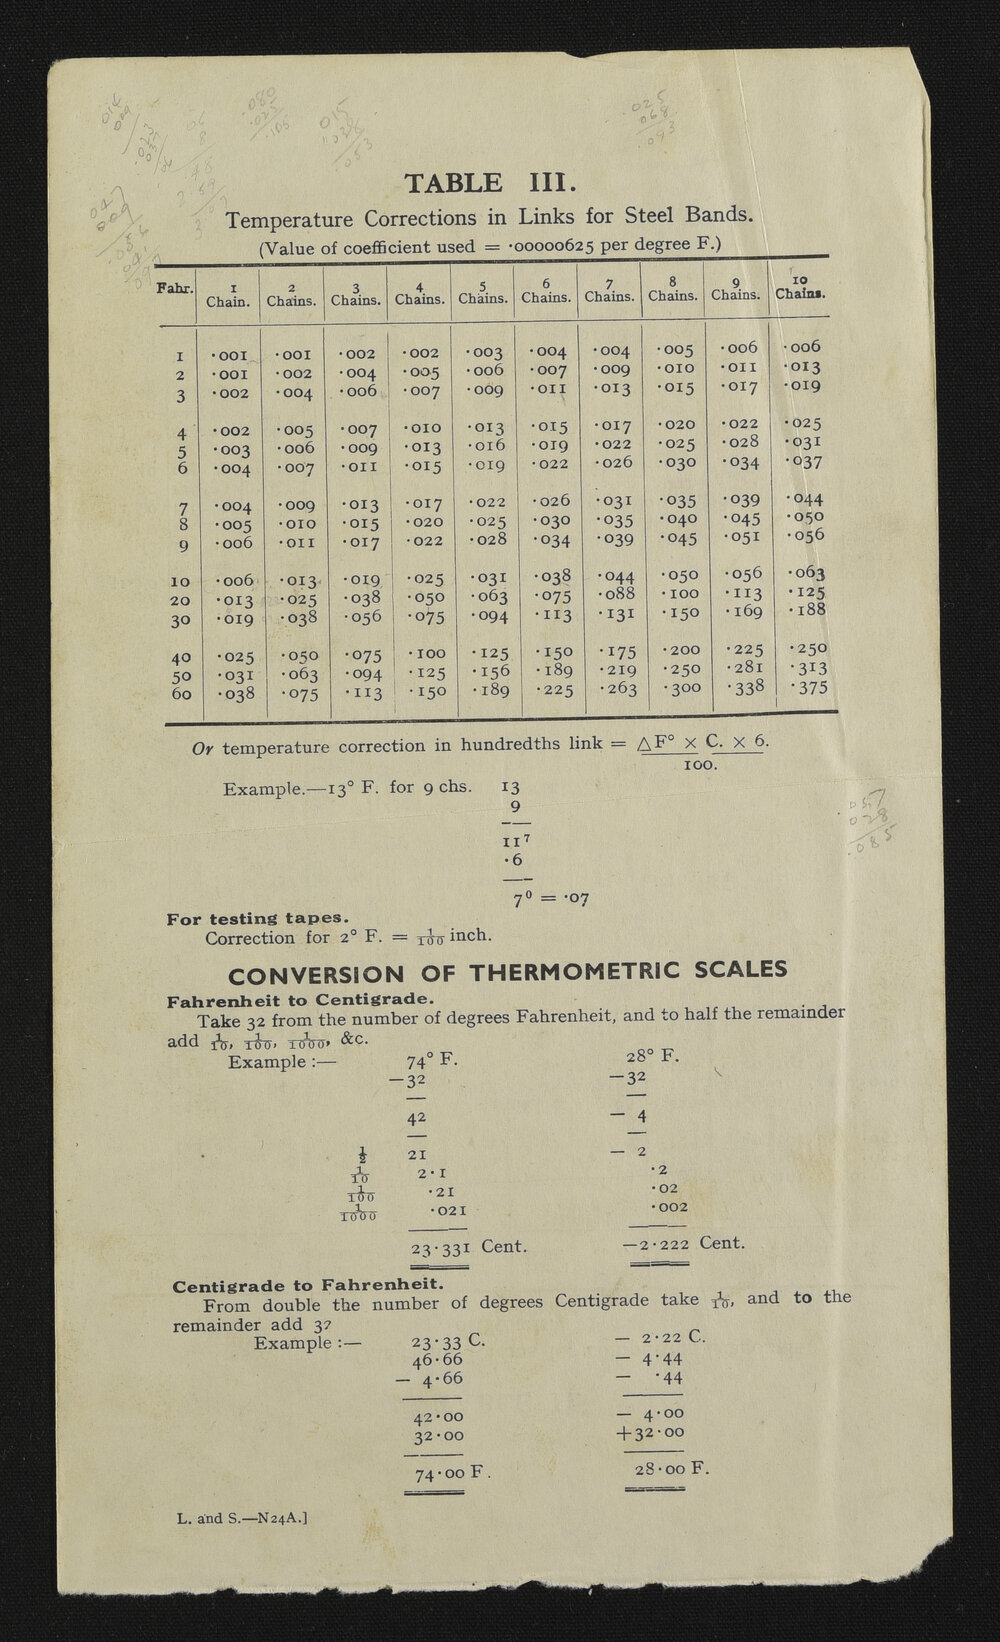 .080
.025
.105
.025
.068
.093
TABLE III.
Temperature Corrections in Links for Steel Bands.
(Value of coefficient used = ·00000625 per degree F.)
Fahr. 1 Chain. 2 Chains. 3 Chains. 4 Chains. 5 Chains. 6 Chains. 7 Chains. 8 Chains. 9 Chains. 10 Chains.
1 ·001 ·001 ·002 ·002 ·003 ·004 ·004 ·005 ·006 ·006
2 ·001 ·002 ·004 ·005 ·006 ·007 ·009 ·010 ·011 ·013
3 ·002 ·004 ·006 ·007 ·009 ·011 ·013 ·015 ·017 ·019
4 ·002 ·005 ·007 ·010 ·013 ·015 ·017 ·020 ·022 ·025
5 ·003 ·006 ·009 ·013 ·016 ·019 ·022 ·025 ·028 ·031
6 ·004 ·007 ·011 ·015 ·019 ·022 ·026 ·030 ·034 ·037
7 ·004 ·009 ·013 ·017 ·022 ·026 ·031 ·035 ·039 ·044
8 ·005 ·010 ·015 ·020 ·025 ·030 ·035 ·040 ·045 ·050
9 ·006 ·011 ·017 ·022 ·028 ·034 ·039 ·045 ·051 ·056
10 ·006 ·013 ·019 ·025 ·031 ·038 ·044 ·050 ·056 ·063
20 ·013 ·025 ·038 ·050 ·063 ·075 ·088 ·100 ·113 ·125
30 ·019 ·038 ·056 ·075 ·094 ·113 ·131 ·150 ·169 ·188
40 ·025 ·050 ·075 ·100 ·125 ·150 ·175 ·200 ·225 ·250
50 ·031 ·063 ·094 ·125 ·156 ·189 ·219 ·250 ·281 ·313
60 ·038 ·075 ·113 ·150 ·189 ·225 ·263 ·300 ·338 ·375
Or temperature correction in hundredths link = △F° × C. × 6.
100.
Example.—13° F. for 9 chs. 13
9
11⁷
·6
7⁰ = ·07
.057
.028
.085
For testing tapes.
Correction for 2° F. = 1/100 inch.
CONVERSION OF THERMOMETRIC SCALES
Fahrenheit to Centigrade.
Take 32 from the number of degrees Fahrenheit, and to half the remainder
add 1/10, 1/100, 1/1000, &c.
Example :— 74° F. 28° F.
—32 —32
42 — 4
1/2 21 — 2
1/10 2·1 ·2
1/100 ·21 ·02
1/1000 ·021 ·002
23·331 Cent. —2·222 Cent.
Centigrade to Fahrenheit.
From double the number of degrees Centigrade take 1/10, and to the
remainder add 32
Example :— 23·33 C. — 2·22 C.
46·66 — 4·44
— 4·66 — ·44
42·00 — 4·00
32·00 +32·00
74·00 F. 28·00 F.
L. and S.—N24A.]